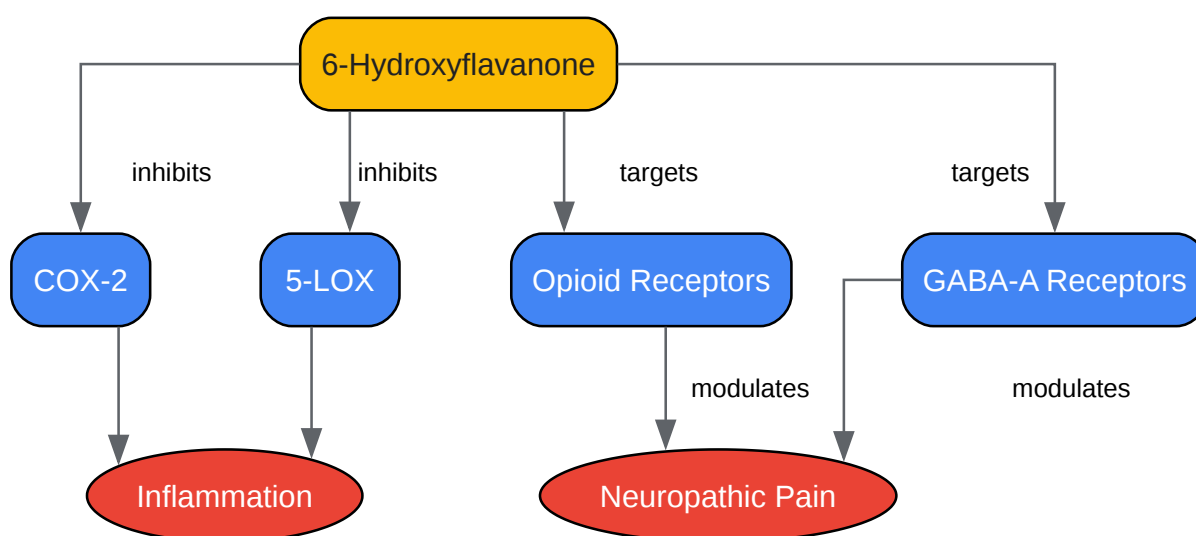 6-Hydroxyflavanone
inhibits
inhibits
targets
targets
COX-2
5-LOX
Opioid Receptors
GABA-A Receptors
modulates
modulates
Inflammation
Neuropathic Pain